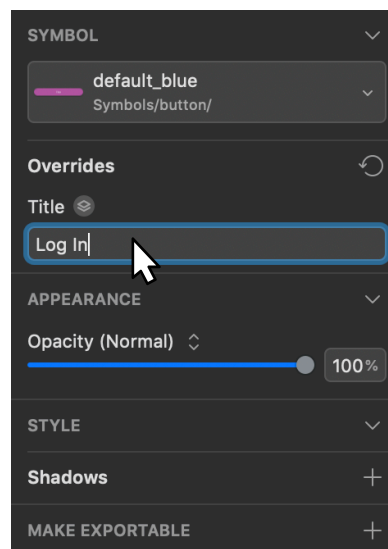 SYMBOL
default_blue
Symbols/button/
Overrides
Title
Log In
APPEARANCE
Opacity (Normal)
100%
STYLE
Shadows
MAKE EXPORTABLE